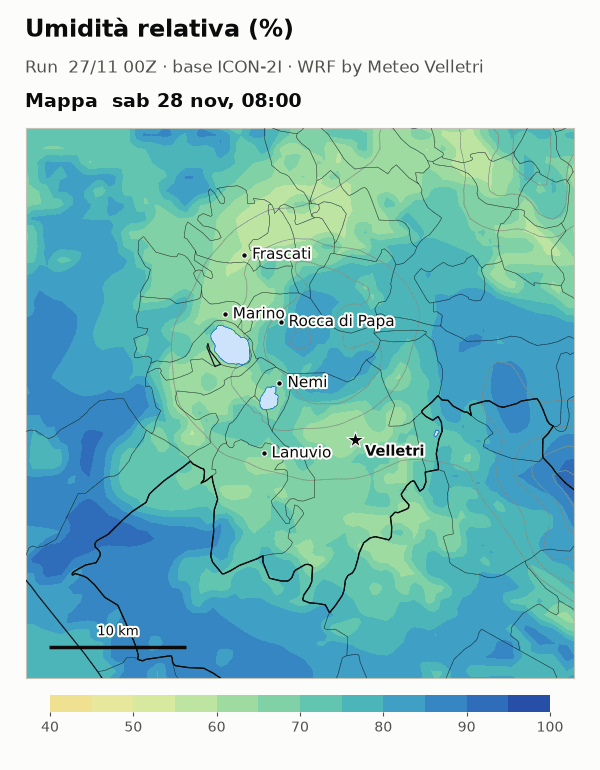 Umidità relativa (%)
Run  27/11 00Z · base ICON-2I · WRF by Meteo Velletri
Mappa  sab 28 nov, 08:00
Frascati
Marino
Rocca di Papa
Nemi
Velletri
Lanuvio
10 km
40 50 60 70 80 90 100